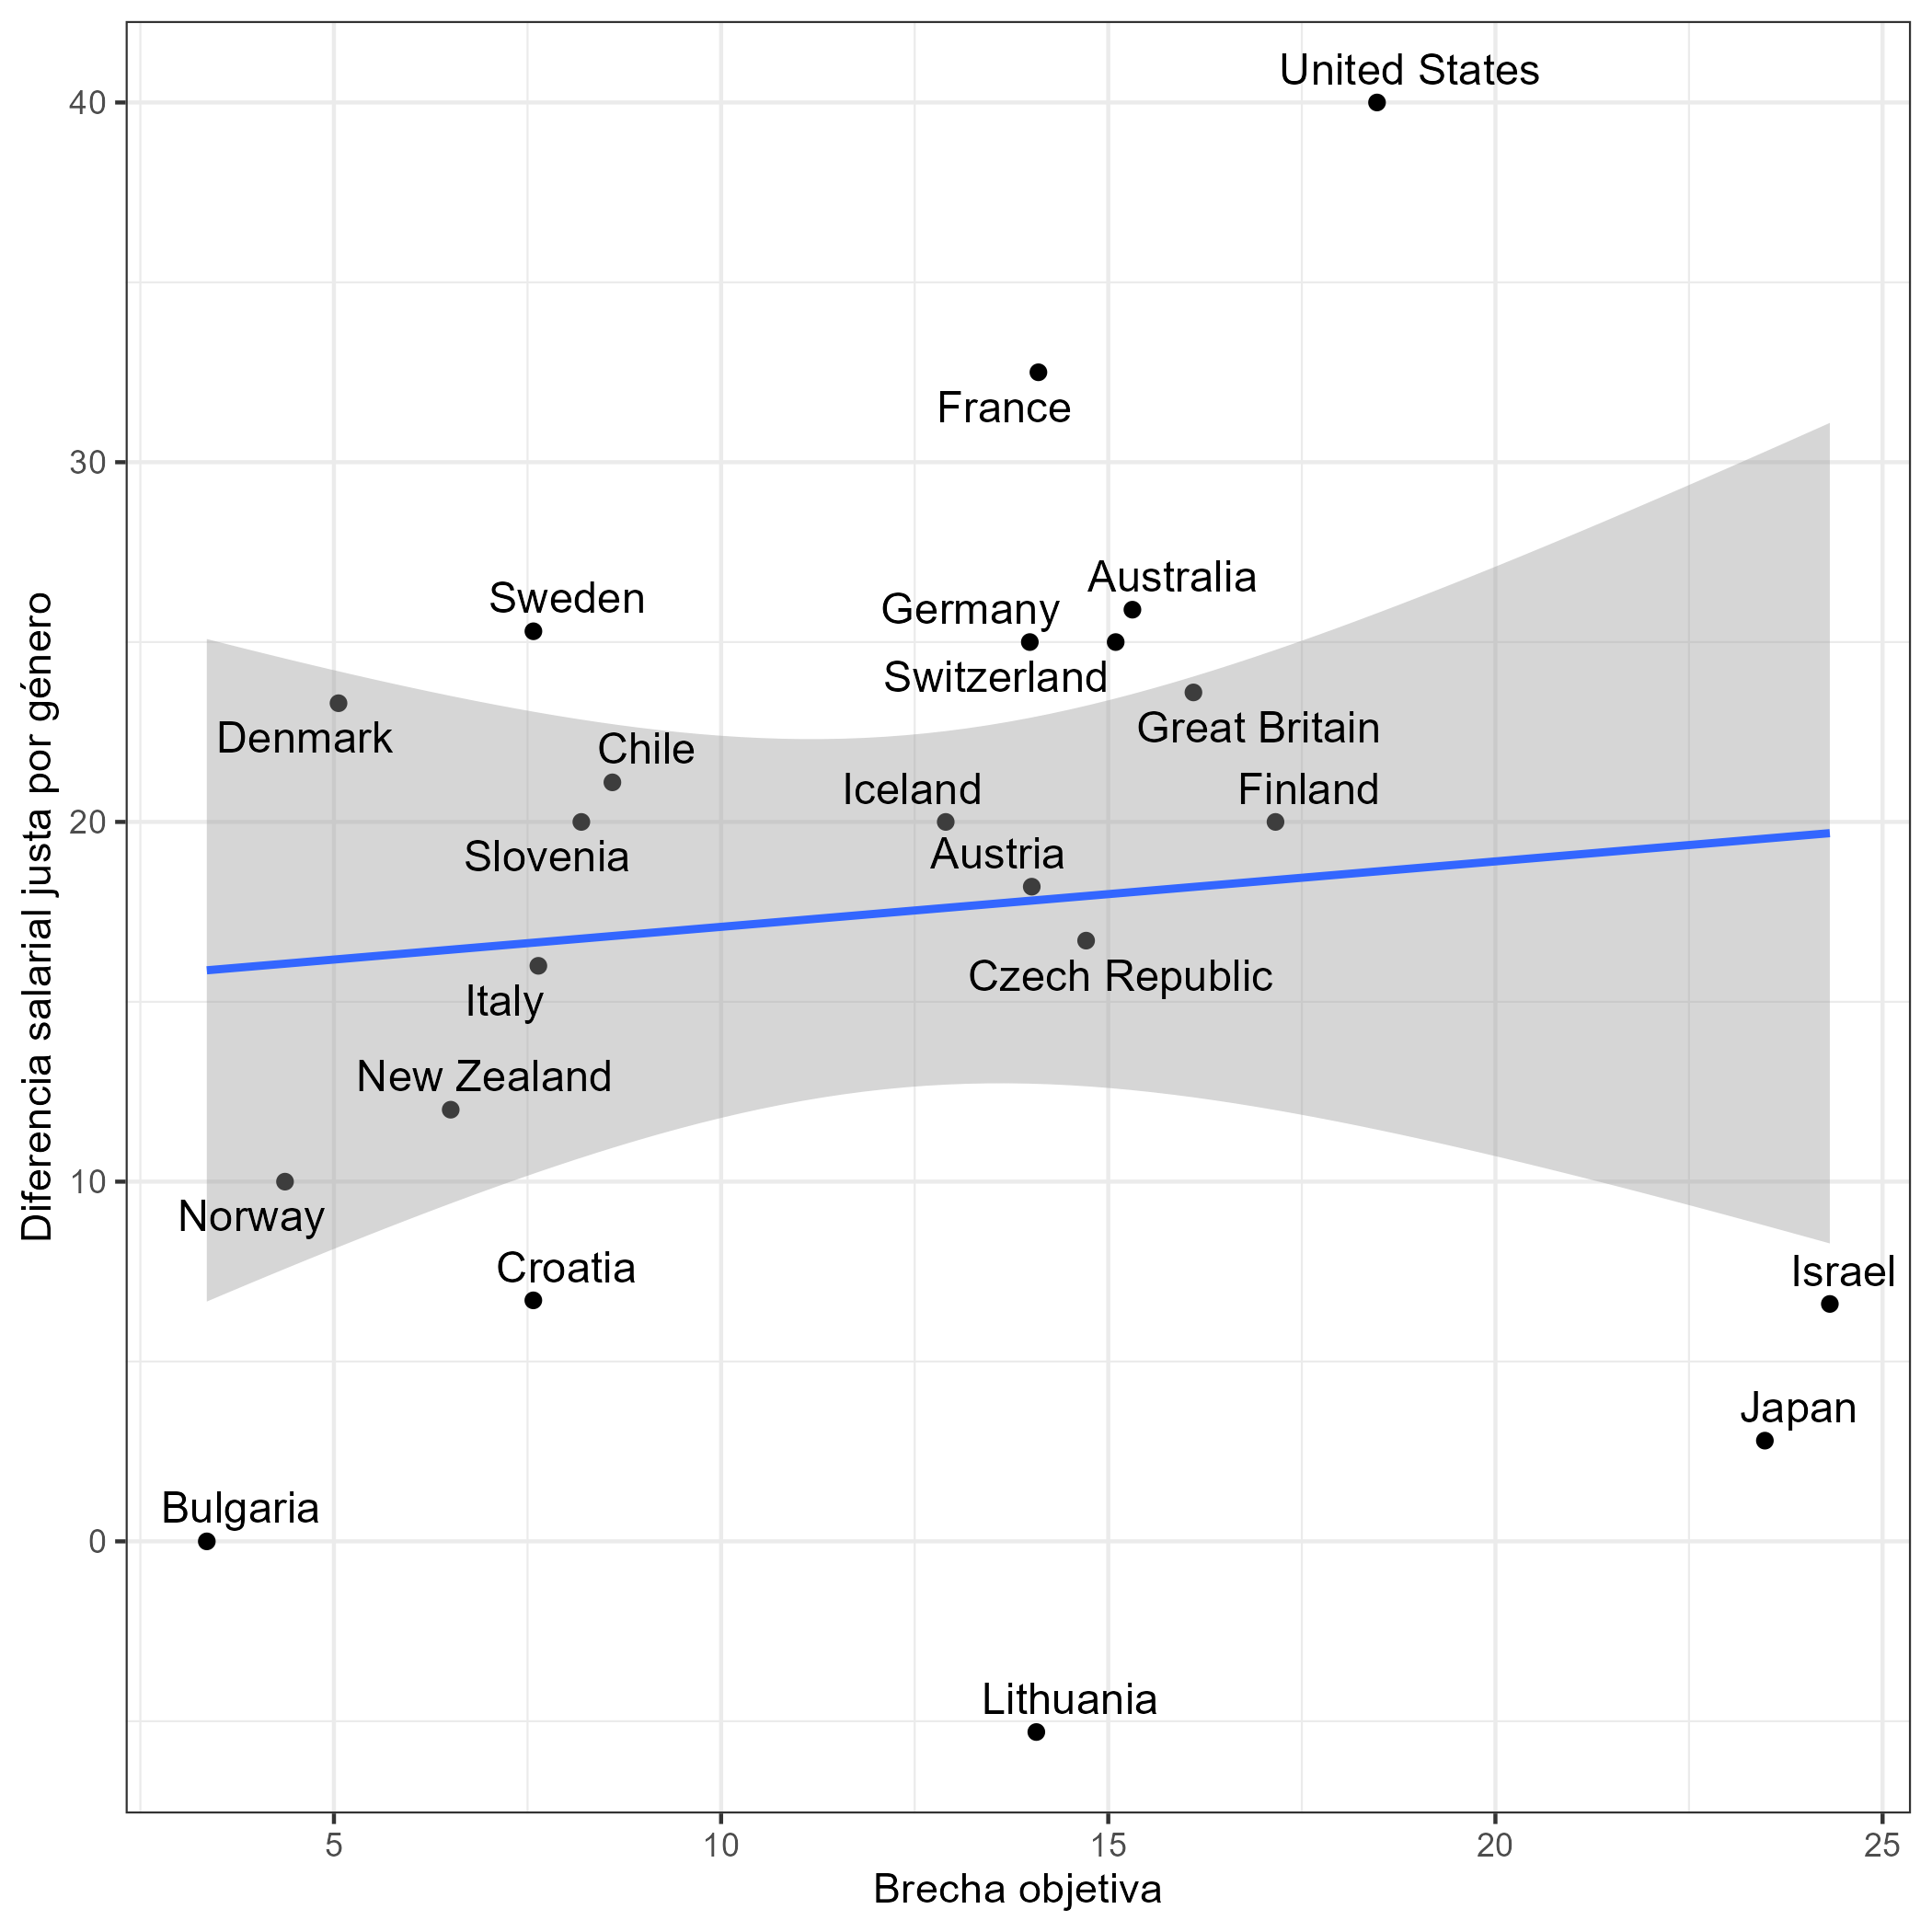 United States
40
France
30
Australia
Sweden
Germany
Switzerland
Denmark
Great Britain
Chile
Iceland
Finland
20
Slovenia
Austria
Czech Republic
Italy
New Zealand
10
Norway
Croatia
Israel
Japan
Bulgaria
0
Lithuania
Diferencia salarial justa por género
5 10 15 20 25
Brecha objetiva